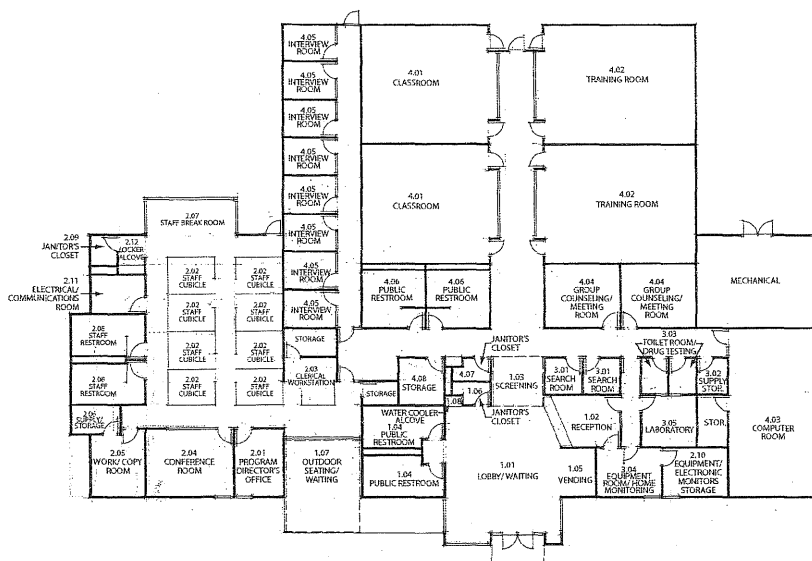 4.05
INTERVIEW
ROOM
4.05
INTERVIEW
ROOM
4.05
INTERVIEW
ROOM
4.05
INTERVIEW
ROOM
4.05
INTERVIEW
ROOM
4.05
INTERVIEW
ROOM
4.05
INTERVIEW
ROOM
4.05
INTERVIEW
ROOM
4.01
CLASSROOM
4.02
TRAINING ROOM
4.01
CLASSROOM
4.02
TRAINING ROOM
2.07
STAFF BREAK ROOM
2.09
JANITOR'S
CLOSET
2.12
LOCKER
ALCOVE
2.11
ELECTRICAL/
COMMUNICATIONS
ROOM
2.02
STAFF
CUBICLE
2.02
STAFF
CUBICLE
2.02
STAFF
CUBICLE
2.02
STAFF
CUBICLE
2.02
STAFF
CUBICLE
2.02
STAFF
CUBICLE
2.02
STAFF
CUBICLE
2.02
STAFF
CUBICLE
4.06
PUBLIC
RESTROOM
4.06
PUBLIC
RESTROOM
4.04
GROUP
COUNSELING/
MEETING
ROOM
4.04
GROUP
COUNSELING/
MEETING
ROOM
MECHANICAL
2.08
STAFF
RESTROOM
2.06
STAFF
RESTROOM
2.06
SUPPLY/
STORAGE
STORAGE
2.03
CLERICAL
WORKSTATION
STORAGE
4.08
STORAGE
JANITOR'S
CLOSET
4.07
1.06
1.08
JANITOR'S
CLOSET
1.03
SCREENING
3.01
SEARCH
ROOM
3.01
SEARCH
ROOM
3.03
TOILET ROOM/
DRUG TESTING
3.02
SUPPLY
STOR.
WATER COOLER
ALCOVE
1.04
PUBLIC
RESTROOM
1.02
RECEPTION
3.05
LABORATORY
STOR.
4.03
COMPUTER
ROOM
2.05
WORK/ COPY
ROOM
2.04
CONFERENCE
ROOM
2.01
PROGRAM
DIRECTOR'S
OFFICE
1.07
OUTDOOR
SEATING/
WAITING
1.04
PUBLIC RESTROOM
1.01
LOBBY/ WAITING
1.05
VENDING
3.04
EQUIPMENT
ROOM/ HOME
MONITORING
2.10
EQUIPMENT/
ELECTRONIC
MONITORS
STORAGE